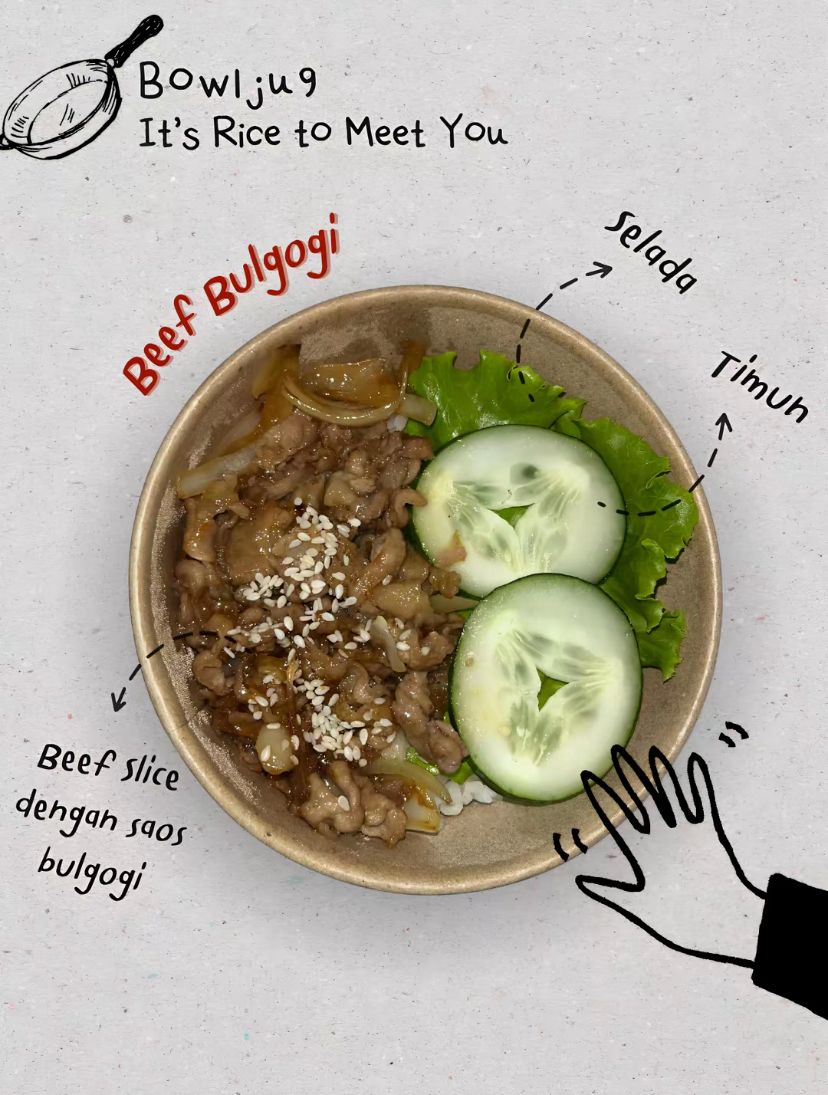 Bowljug
It's Rice to Meet You
Beef Bulgogi
Selada
Timun
Beef slice
dengan saos
bulgogi